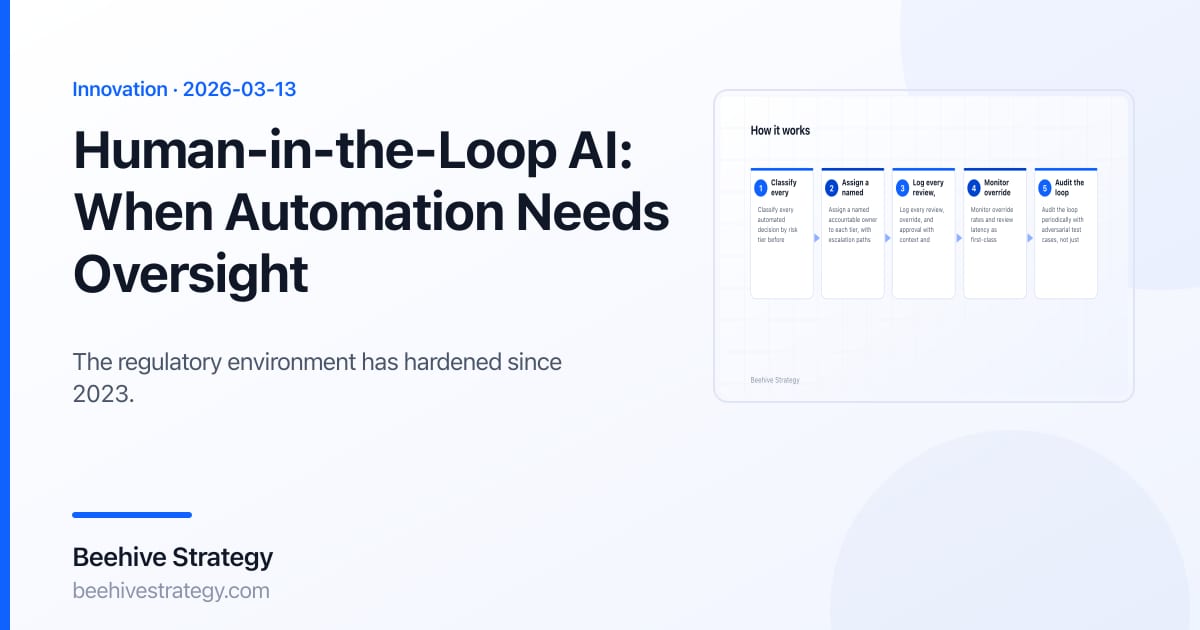 Innovation · 2026-03-13
Human-in-the-Loop AI:
When Automation Needs
Oversight
The regulatory environment has hardened since
2023.
Beehive Strategy
beehivestrategy.com
How it works
1
Classify
every
Classify every
automated
decision by risk
tier before
2
Assign a
named
Assign a named
accountable owner
to each tier, with
escalation paths
3
Log every
review,
Log every review,
override, and
approval with
context and
4
Monitor
override
Monitor override
rates and review
latency as
first-class
5
Audit the
loop
Audit the loop
periodically with
adversarial test
cases, not just
Beehive Strategy